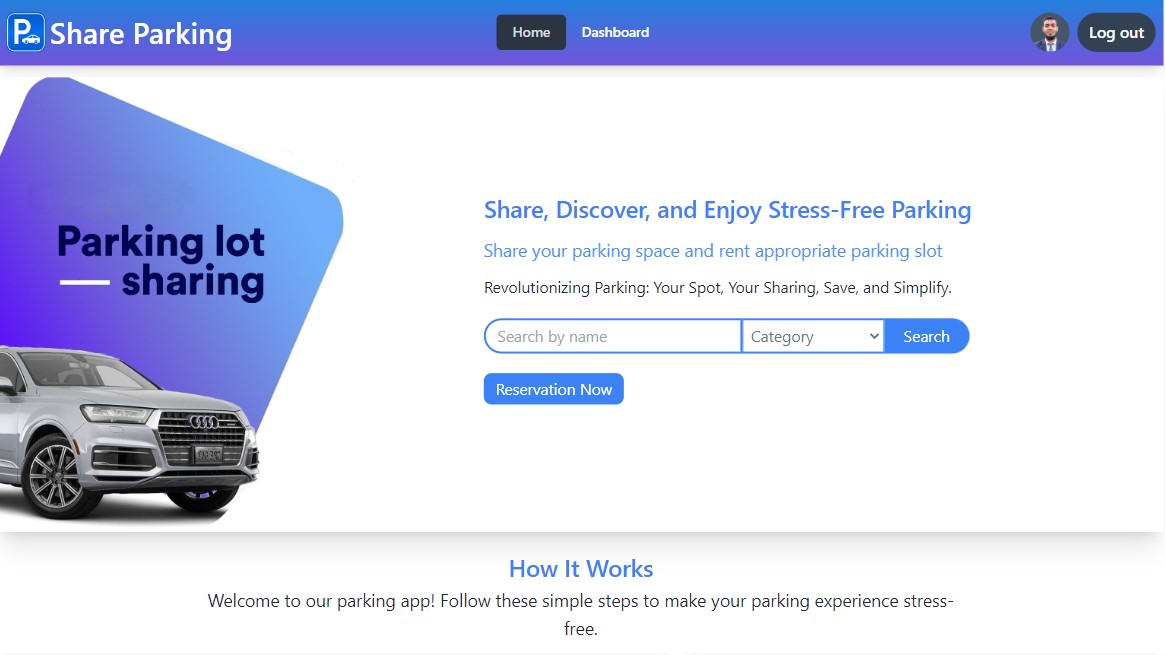 P Share Parking
Home
Dashboard
Log out
Parking lot
sharing
Share, Discover, and Enjoy Stress-Free Parking
Share your parking space and rent appropriate parking slot
Revolutionizing Parking: Your Spot, Your Sharing, Save, and Simplify.
Search by name
Category
Search
Reservation Now
How It Works
Welcome to our parking app! Follow these simple steps to make your parking experience stress-
free.